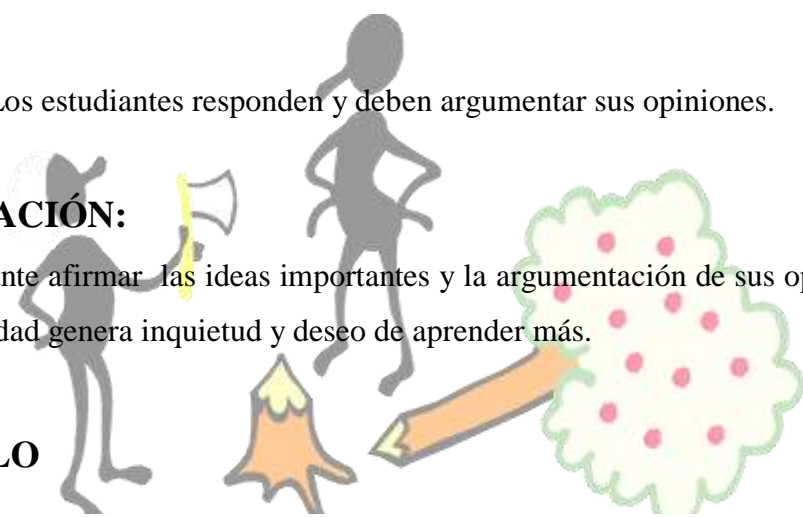 Los estudiantes responden y deben argumentar sus opiniones.
ACIÓN:
nte afirmar las ideas importantes y la argumentación de sus op
dad genera inquietud y deseo de aprender más.
LO